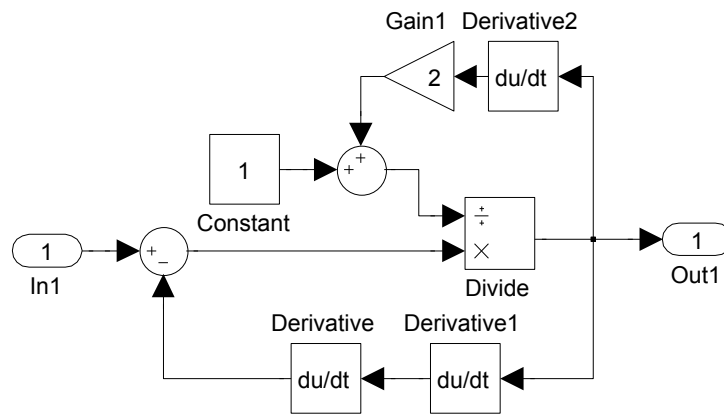 Gain1 Derivative2
2
du/dt
+
+
1
Constant
÷
×
Divide
1
In1
+
−
1
Out1
Derivative Derivative1
du/dt
du/dt